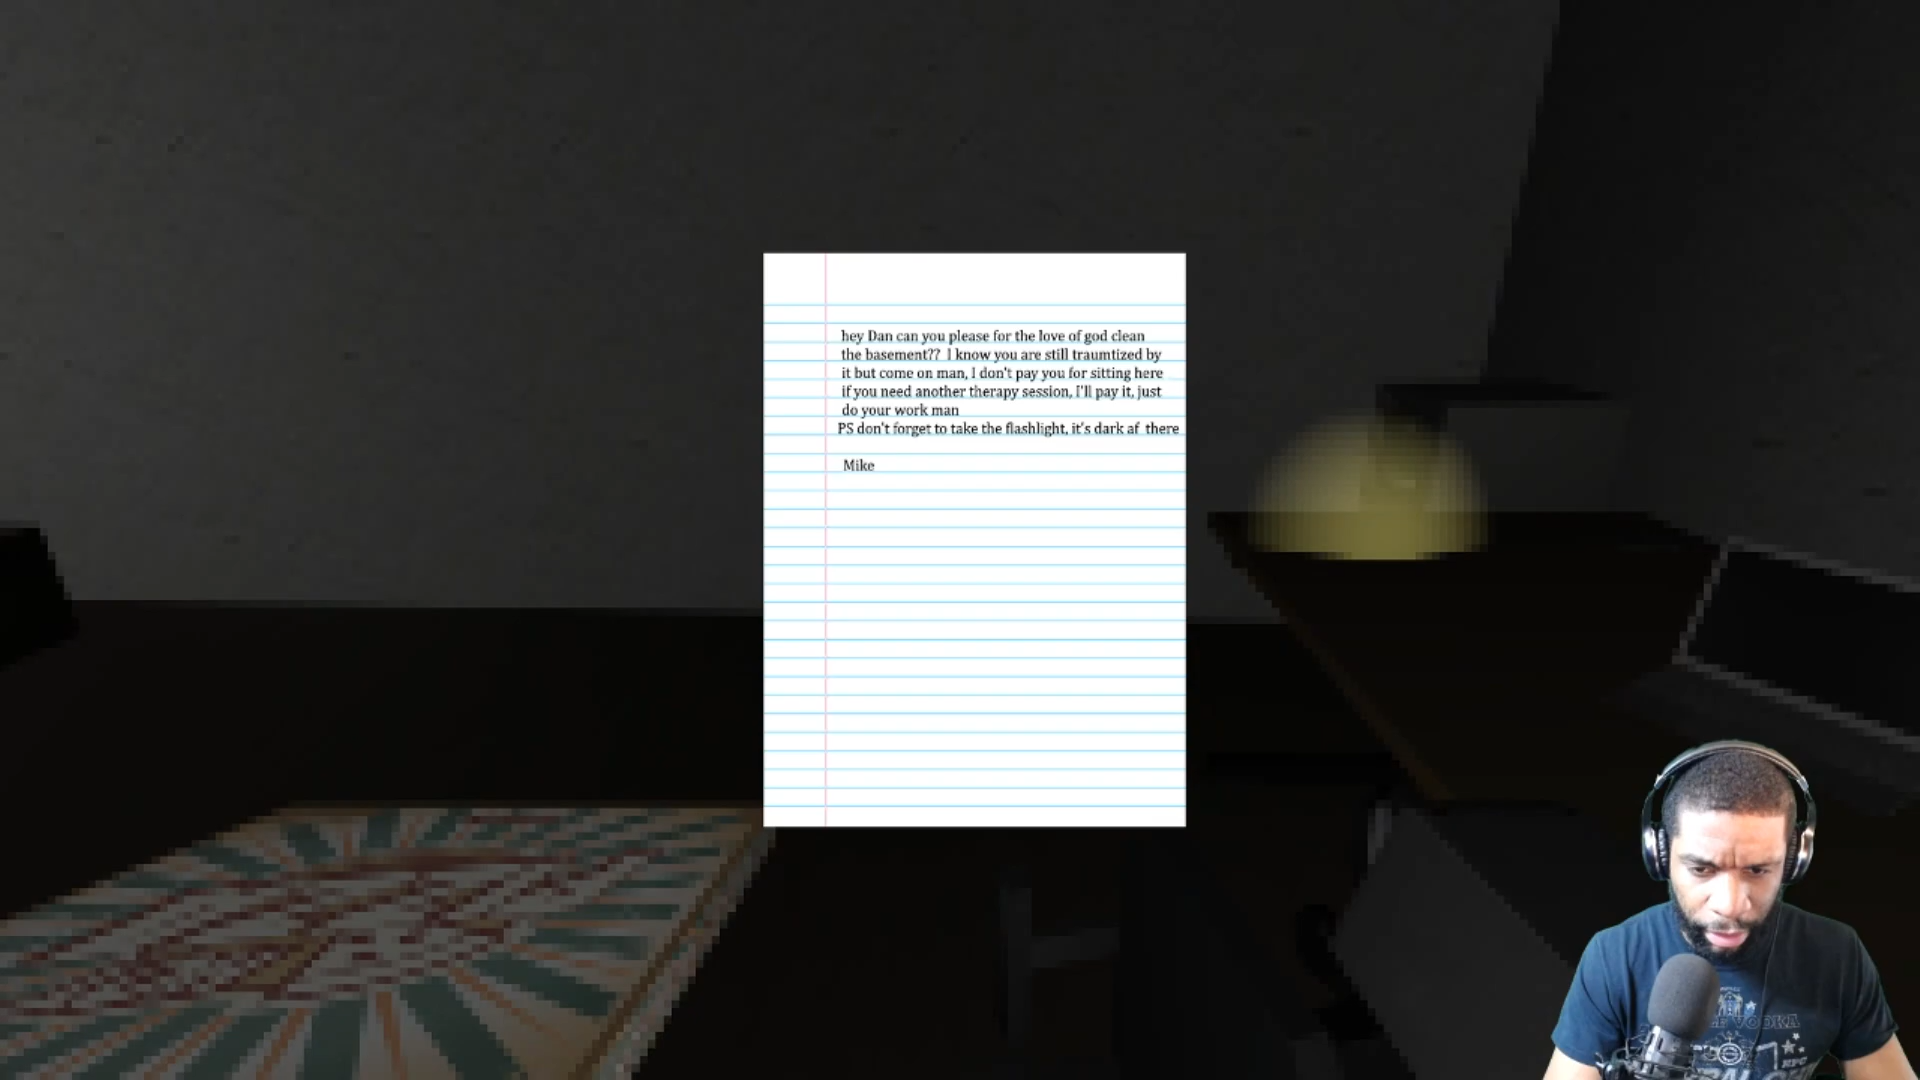 hey Dan can you please for the love of god clean
the basement?? I know you are still traumtized by
it but come on man, I don't pay you for sitting here
if you need another therapy session, I'll pay it, just
do your work man
PS don't forget to take the flashlight, it's dark af there
Mike
VODKA